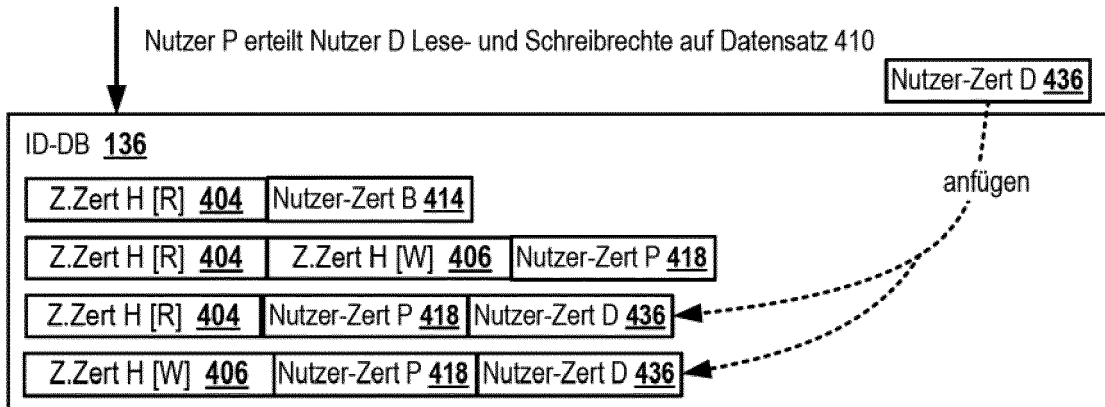 Nutzer P erteilt Nutzer D Lese- und Schreibrechte auf Datensatz 410
Nutzer-Zert D 436
ID-DB 136
anfügen
Z.Zert H [R] 404 Nutzer-Zert B 414
Z.Zert H [R] 404 Z.Zert H [W] 406 Nutzer-Zert P 418
Z.Zert H [R] 404 Nutzer-Zert P 418 Nutzer-Zert D 436
Z.Zert H [W] 406 Nutzer-Zert P 418 Nutzer-Zert D 436